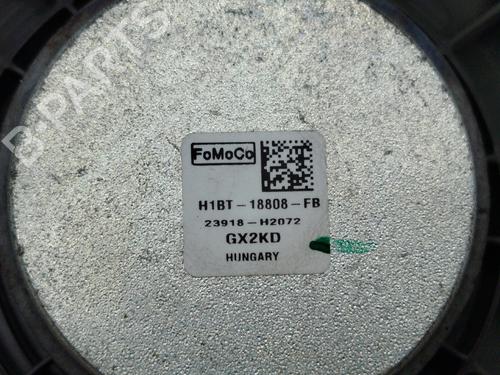 B-PARTS
FoMoCo
H1BT-18808-FB
23918-H2072
GX2KD
HUNGARY